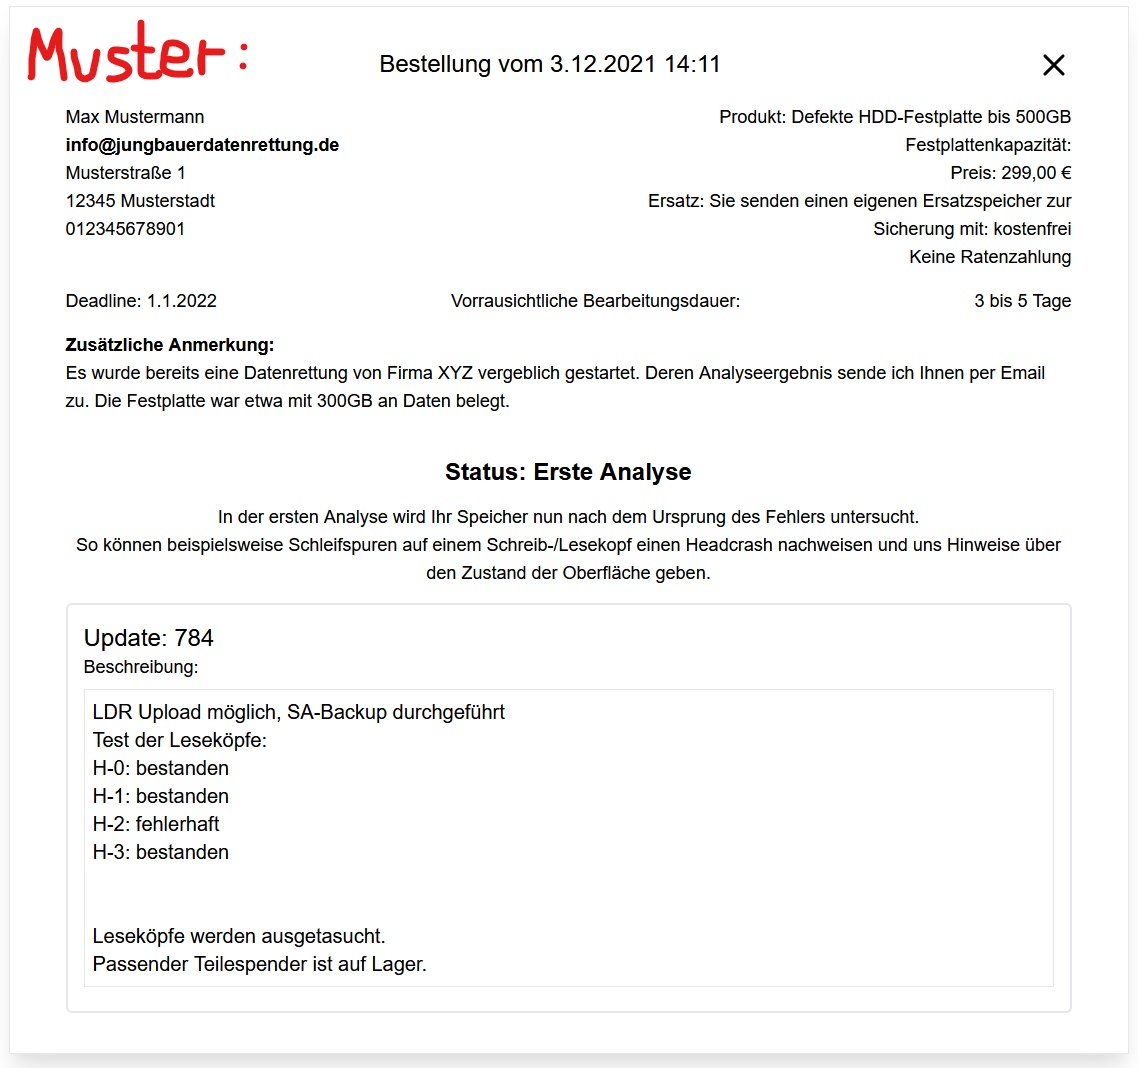 Muster:
Bestellung vom 3.12.2021 14:11
Max Mustermann
info@jungbauerdatenrettung.de
Musterstraße 1
12345 Musterstadt
012345678901
Produkt: Defekte HDD-Festplatte bis 500GB
Festplattenkapazität:
Preis: 299,00 €
Ersatz: Sie senden einen eigenen Ersatzspeicher zur
Sicherung mit: kostenfrei
Keine Ratenzahlung
Deadline: 1.1.2022
Vorrausichtliche Bearbeitungsdauer:
3 bis 5 Tage
Zusätzliche Anmerkung:
Es wurde bereits eine Datenrettung von Firma XYZ vergeblich gestartet. Deren Analyseergebnis sende ich Ihnen per Email
zu. Die Festplatte war etwa mit 300GB an Daten belegt.
Status: Erste Analyse
In der ersten Analyse wird Ihr Speicher nun nach dem Ursprung des Fehlers untersucht.
So können beispielsweise Schleifspuren auf einem Schreib-/Lesekopf einen Headcrash nachweisen und uns Hinweise über
den Zustand der Oberfläche geben.
Update: 784
Beschreibung:
LDR Upload möglich, SA-Backup durchgeführt
Test der Leseköpfe:
H-0: bestanden
H-1: bestanden
H-2: fehlerhaft
H-3: bestanden
Leseköpfe werden ausgetasucht.
Passender Teilespender ist auf Lager.